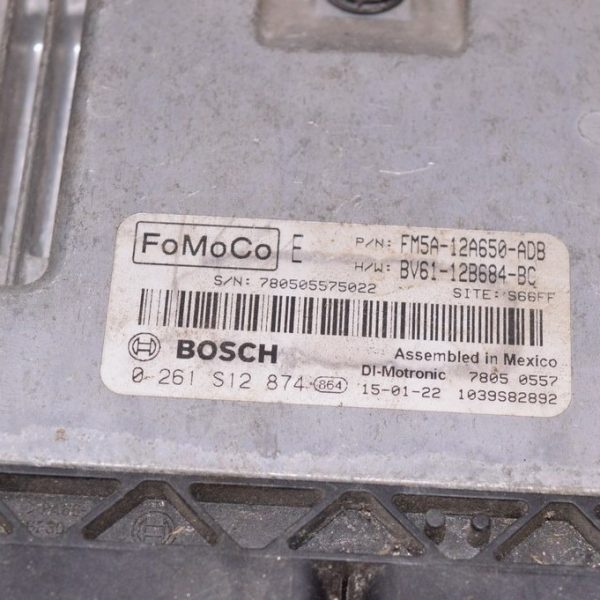 FoMoCo E P/N: FM5A-12A650-ADB
H/W: BV61-12B684-BC
S/N: 780505575022 SITE: S66FF
BOSCH Assembled in Mexico
DI-Motronic 7805 0557
0 261 S12 874 864 15-01-22 1039S82892